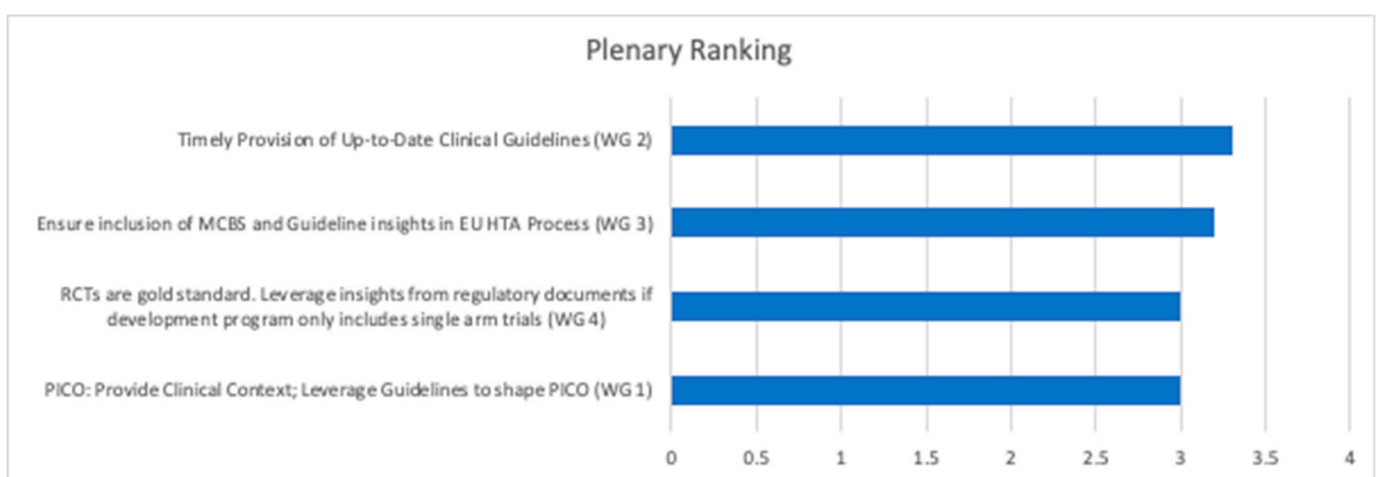 Plenary Ranking
Timely Provision of Up-to-Date Clinical Guidelines (WG 2)
Ensure inclusion of MCBS and Guideline insights in EU HTA Process (WG 3)
RCTs are gold standard. Leverage insights from regulatory documents if
development program only includes single arm trials (WG 4)
PICO: Provide Clinical Context; Leverage Guidelines to shape PICO (WG 1)
0 0.5 1 1.5 2 2.5 3 3.5 4